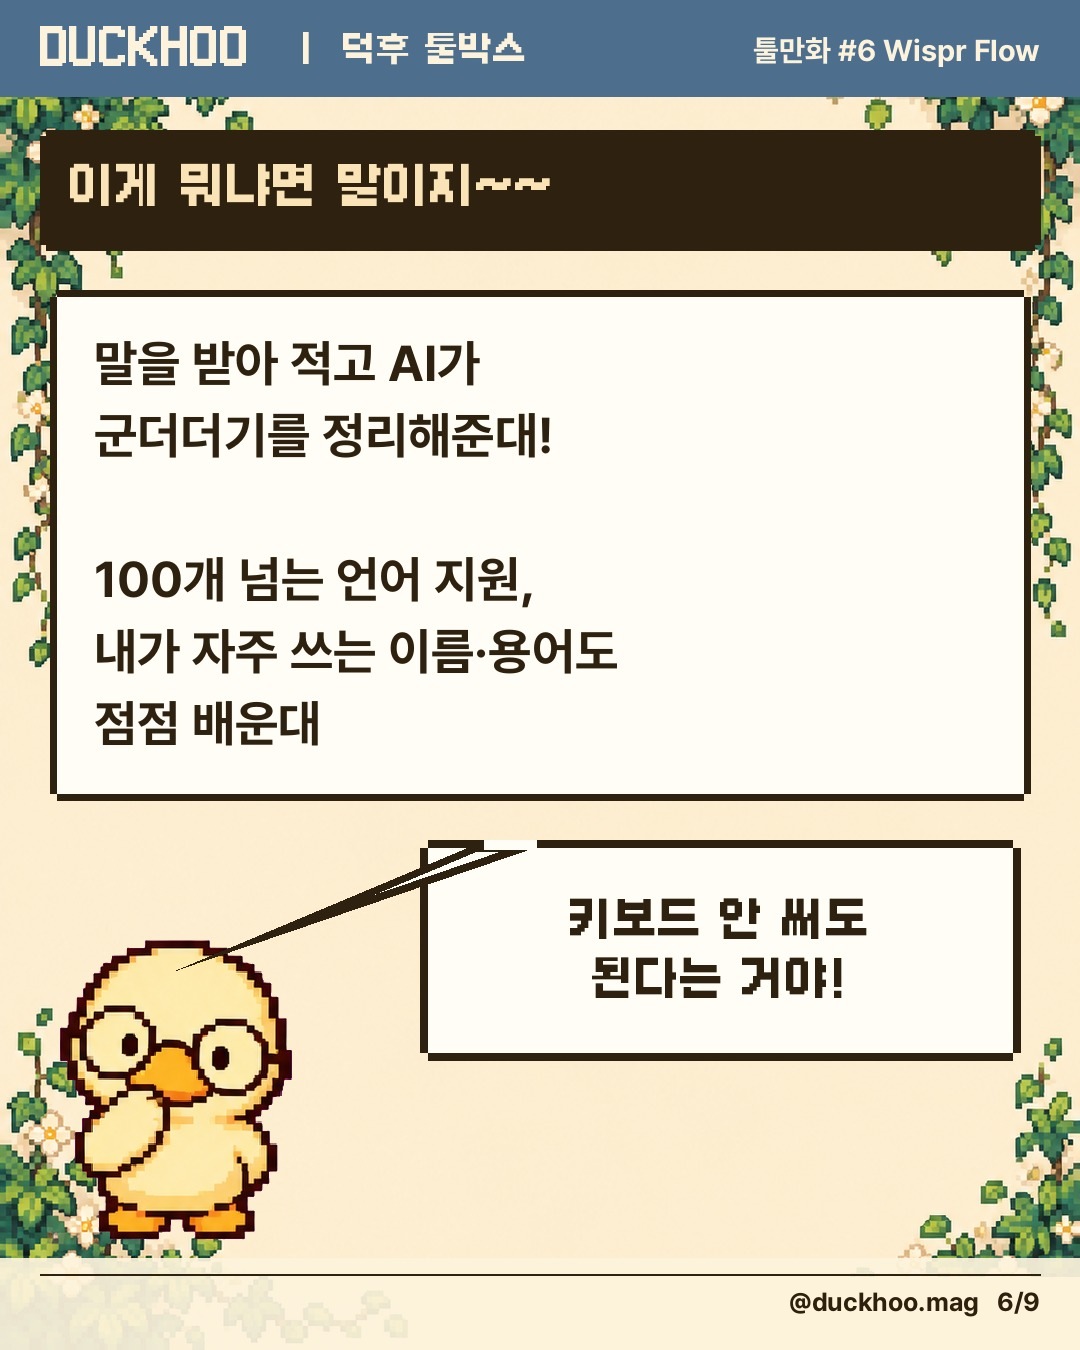 DUCKHOO | 덕후 툴박스
툴만화 #6 Wispr Flow
이게 뭐냐면 말이지~~
말을 받아 적고 AI가
군더더기를 정리해준대!
100개 넘는 언어 지원,
내가 자주 쓰는 이름·용어도
점점 배운대
키보드 안 써도
된다는 거야!
@duckhoo.mag 6/9